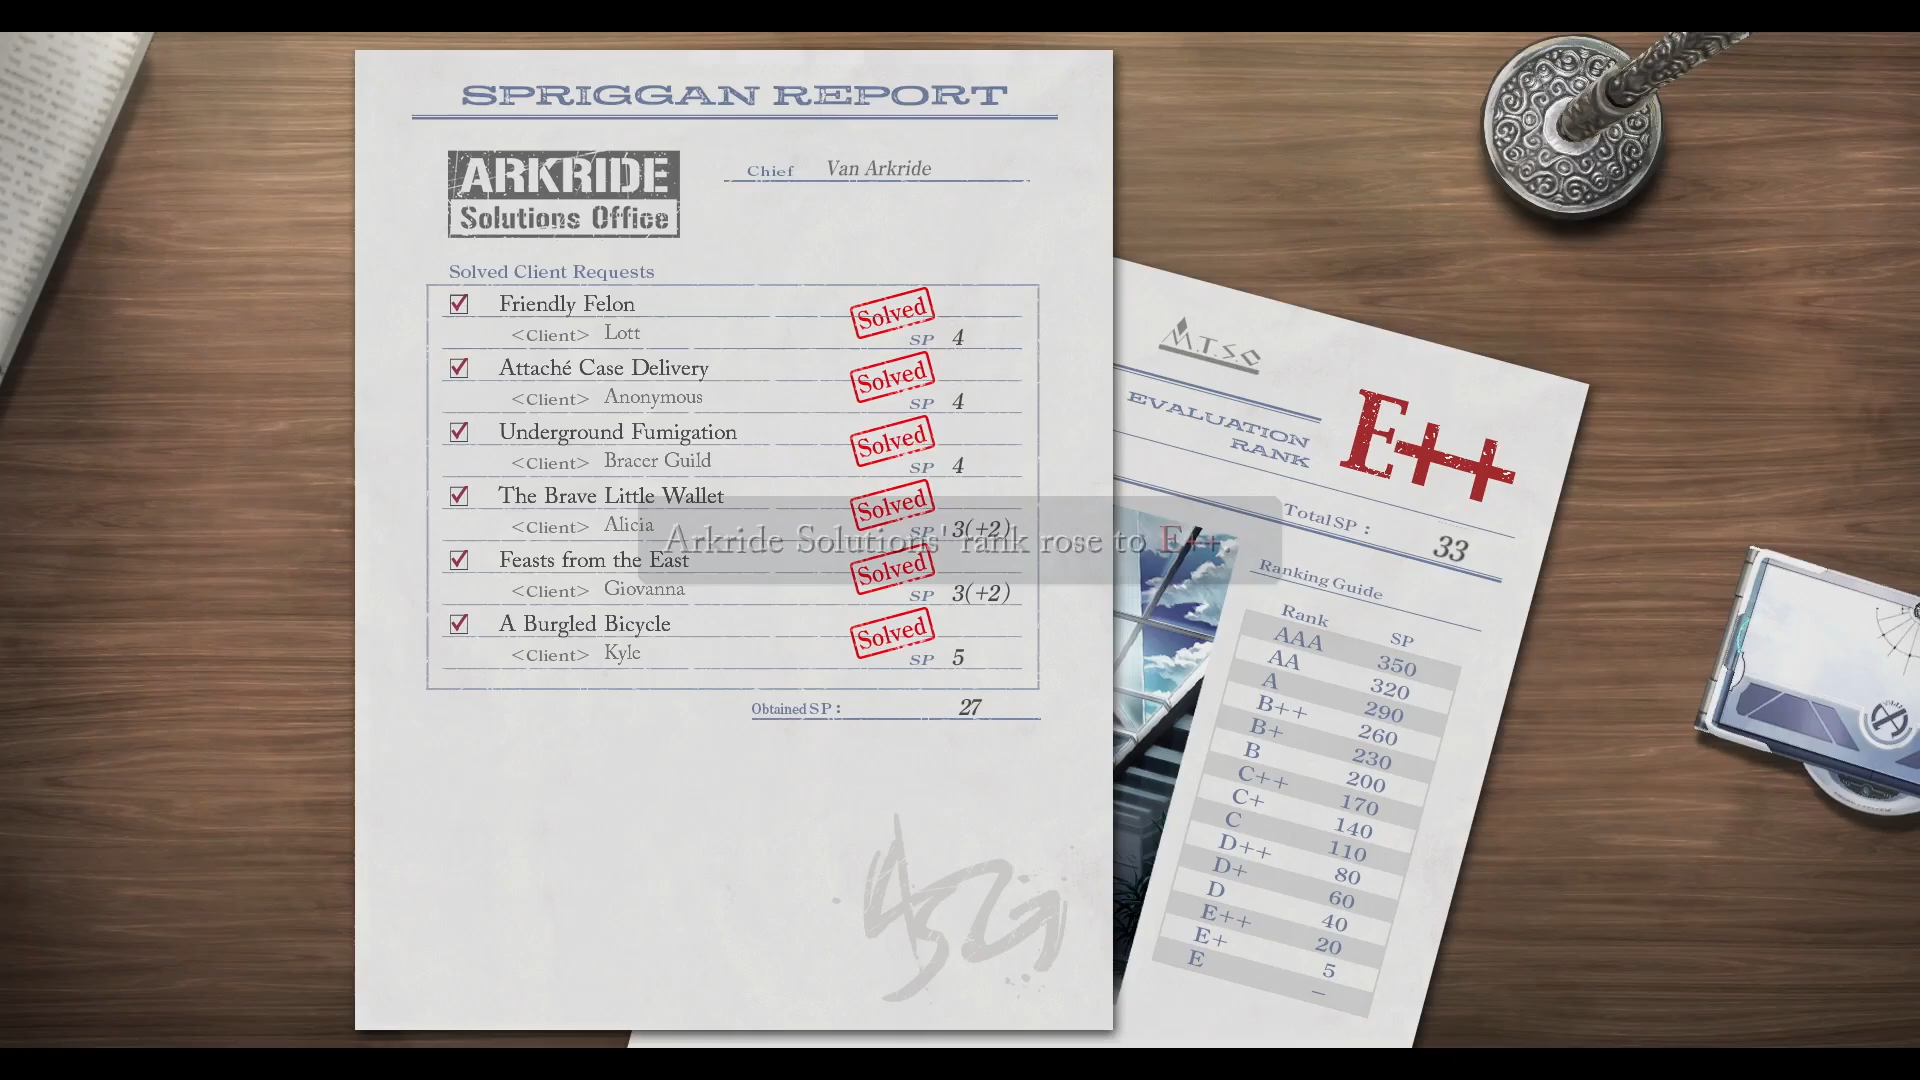 SPRIGGAN REPORT
ARKRIDE
Solutions Office
Chief Van Arkride
Solved Client Requests
Friendly Felon
Solved
<Client> Lott
SP 4
Attaché Case Delivery
Solved
<Client> Anonymous
SP 4
Underground Fumigation
Solved
<Client> Bracer Guild
SP 4
The Brave Little Wallet
Solved
<Client> Alicia
SP 3(+2)
Feasts from the East
Solved
<Client> Giovanna
SP 3(+2)
A Burgled Bicycle
Solved
<Client> Kyle
SP 5
Obtained SP : 27
Arkride Solutions' rank rose to E++
M.T.S.C
EVALUATION
RANK
E++
Total SP :
33
Ranking Guide
Rank SP
AAA 350
AA 320
A 290
B++ 260
B+ 230
B 200
C++ 170
C+ 140
C 110
D++ 80
D+ 60
D 40
E++ 20
E+ 5
E –